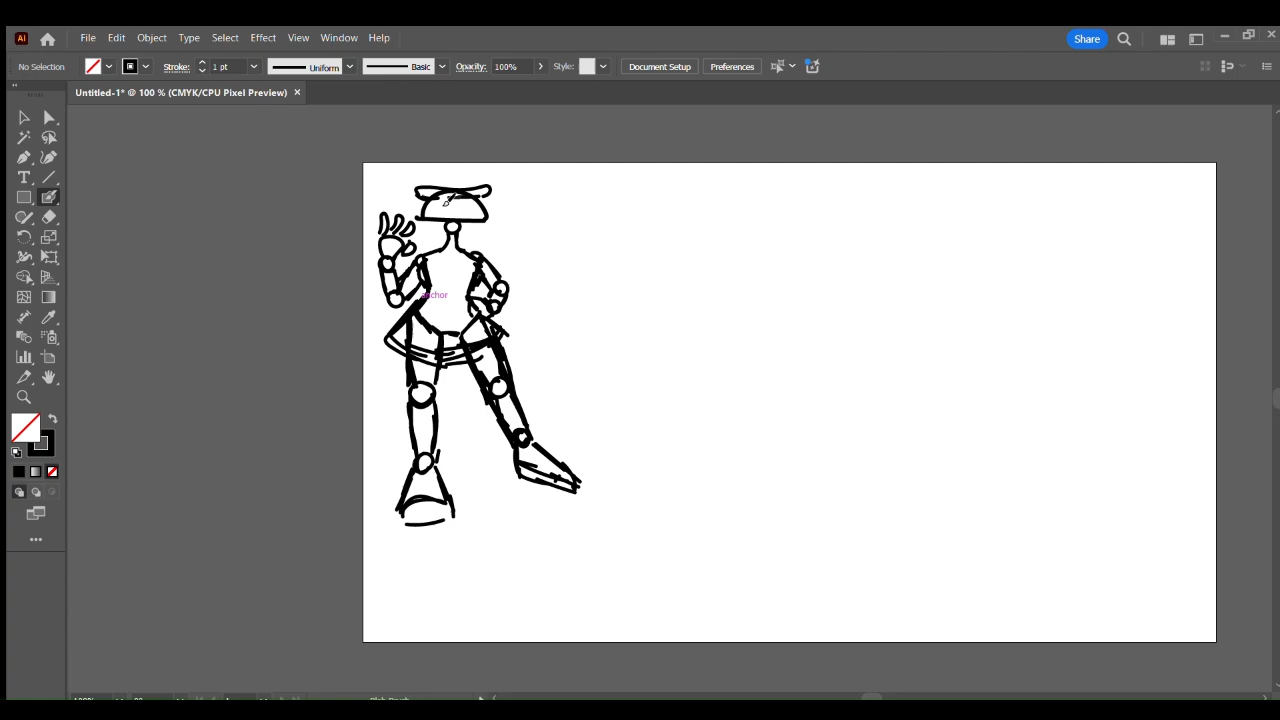 Ai File Edit Object Type Select Effect View Window Help Share
No Selection Stroke: 1 pt Uniform Basic Opacity: 100% Style: Document Setup Preferences
Untitled-1* @ 100 % (CMYK/CPU Pixel Preview)
anchor